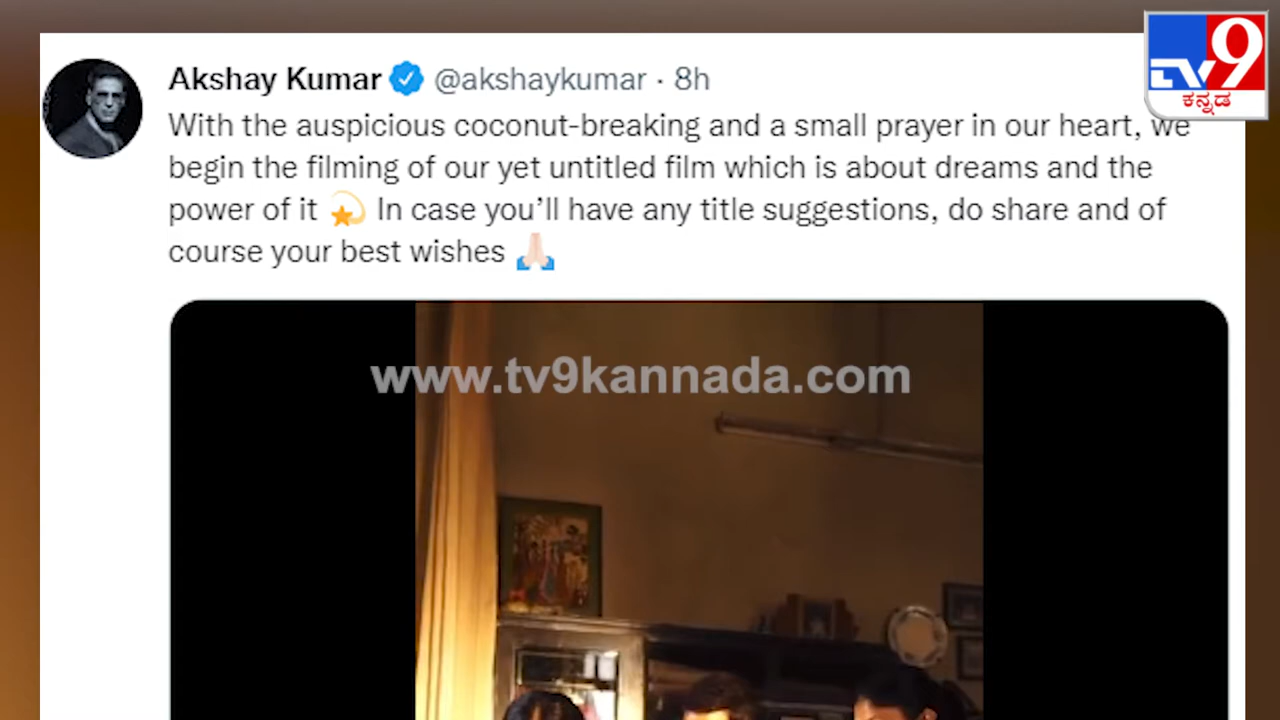 TV9
ಕನ್ನಡ
Akshay Kumar @akshaykumar · 8h
With the auspicious coconut-breaking and a small prayer in our heart, we
begin the filming of our yet untitled film which is about dreams and the
power of it 💫 In case you’ll have any title suggestions, do share and of
course your best wishes 🙏🏻
www.tv9kannada.com